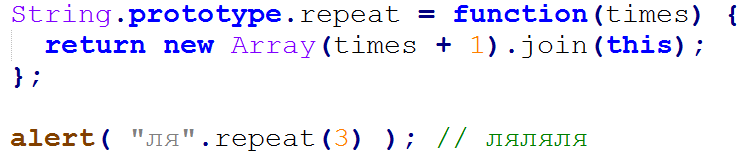 String.prototype.repeat = function(times) {
  return new Array(times + 1).join(this);
};

alert( "ля".repeat(3) ); // ляляля